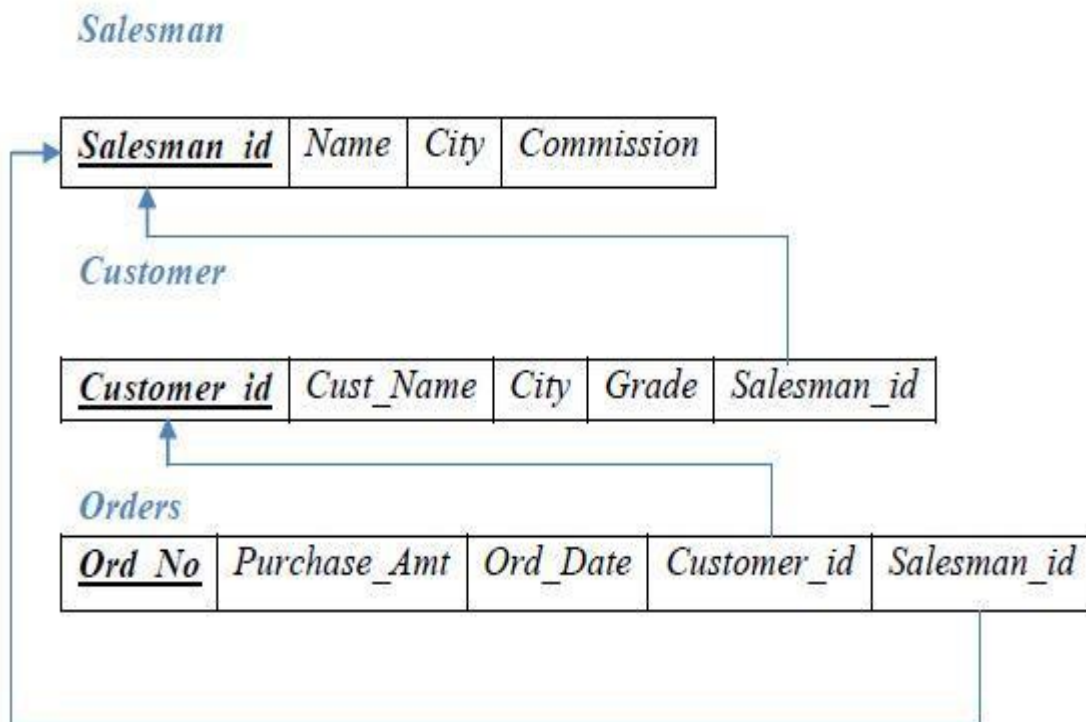 Salesman
Salesman_id Name City Commission
Customer
Customer_id Cust_Name City Grade Salesman_id
Orders
Ord_No Purchase_Amt Ord_Date Customer_id Salesman_id